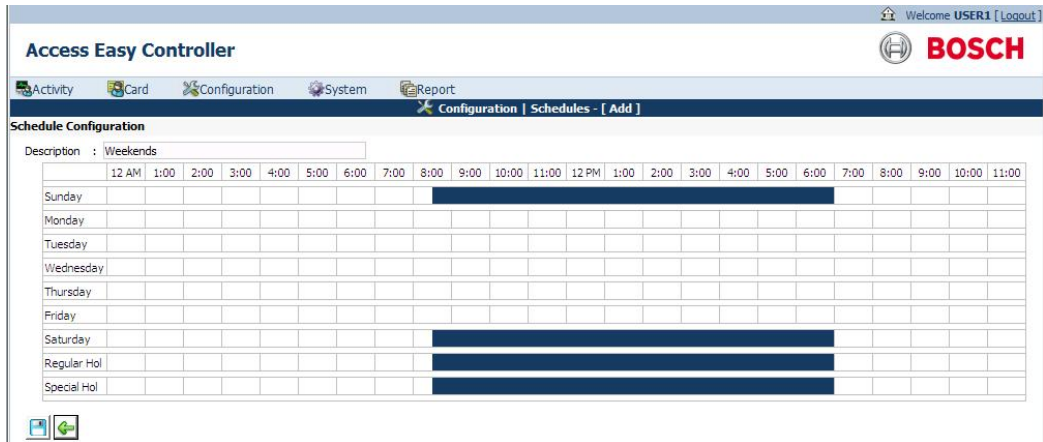 Welcome USER1 [ Logout ]
Access Easy Controller
BOSCH
Activity Card Configuration System Report
Configuration | Schedules - [ Add ]
Schedule Configuration
Description : Weekends
12 AM 1:00 2:00 3:00 4:00 5:00 6:00 7:00 8:00 9:00 10:00 11:00 12 PM 1:00 2:00 3:00 4:00 5:00 6:00 7:00 8:00 9:00 10:00 11:00
Sunday
Monday
Tuesday
Wednesday
Thursday
Friday
Saturday
Regular Hol
Special Hol